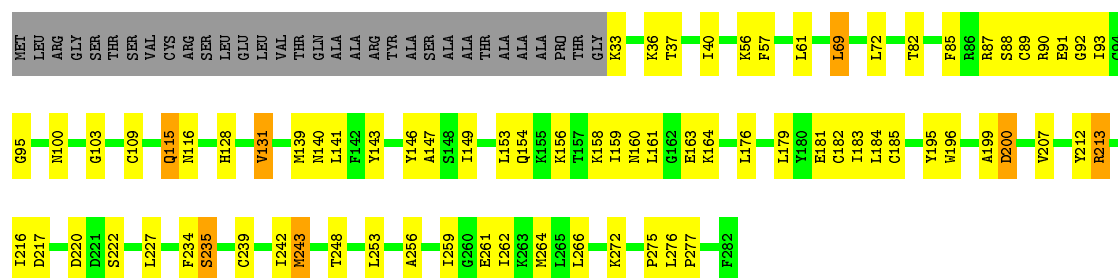 MET LEU ARG GLY SER THR SER VAL CYS ARG SER LEU GLU LEU VAL THR GLN ALA ALA ARG TYR ALA SER ALA ALA ALA THR ALA ALA ALA PRO THR GLY K33 K36 T37 I40 K56 F57 L61 L69 L72 T82 F85 R86 R87 S88 C89 R90 E91 G92 I93
G95 N100 G103 C109 Q115 N116 H128 V131 M139 N140 L141 F142 Y143 Y146 A147 S148 I149 L153 Q154 K155 K156 T157 K158 I159 N160 L161 G162 E163 K164 L176 L179 Y180 E181 C182 I183 L184 C185 Y195 W196 A199 D200 V207 Y212 R213
I216 D217 D220 D221 S222 L227 F234 S235 C239 I242 M243 T248 L253 A256 I259 G260 E261 I262 K263 M264 L265 L266 K272 P275 L276 P277 F282